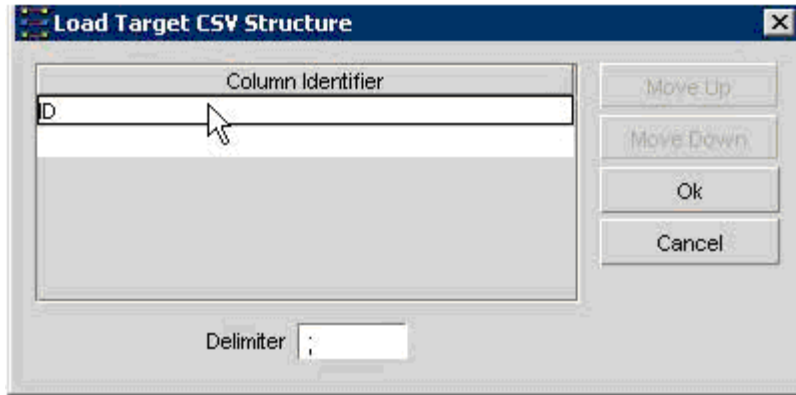 Load Target CSV Structure
Column Identifier
ID
Move Up
Move Down
Ok
Cancel
Delimiter ;